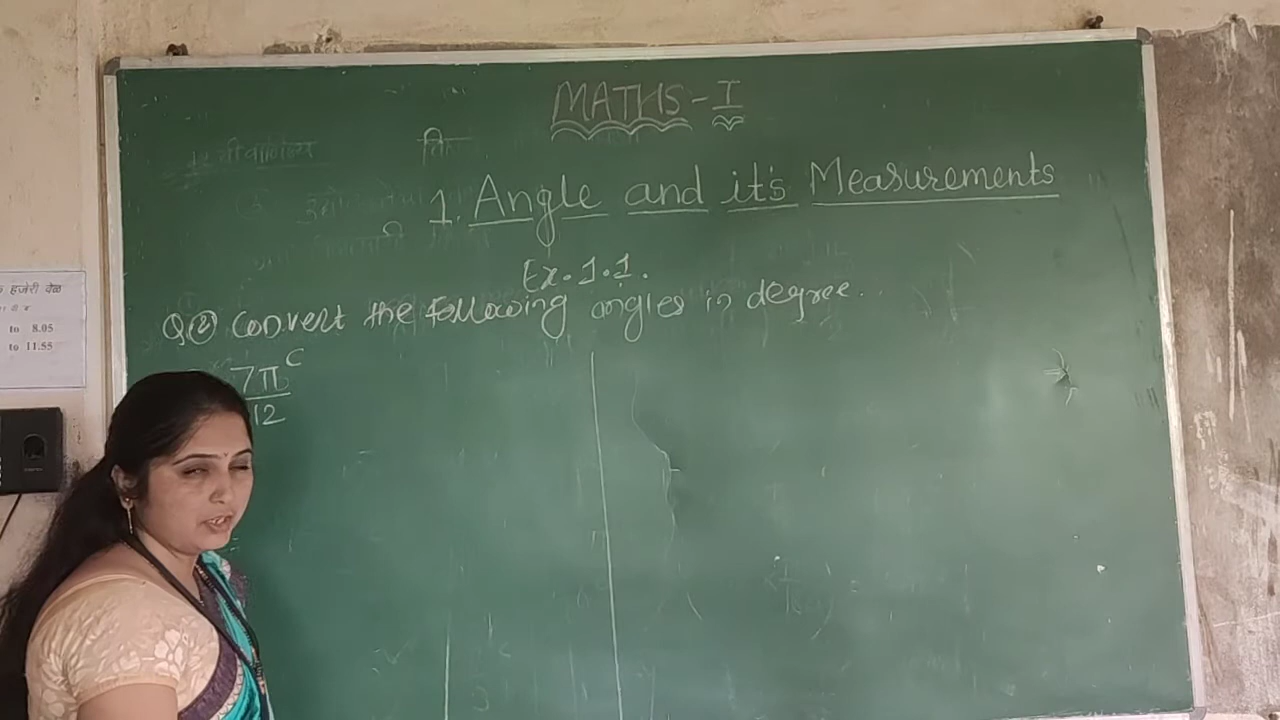 MATHS-I
1. Angle and it's Measurements
Ex. 1.1.
Q. ② Convert the following angles in degree.
7π c
12
हजेरी वेळ
to 8.05
to 11.55